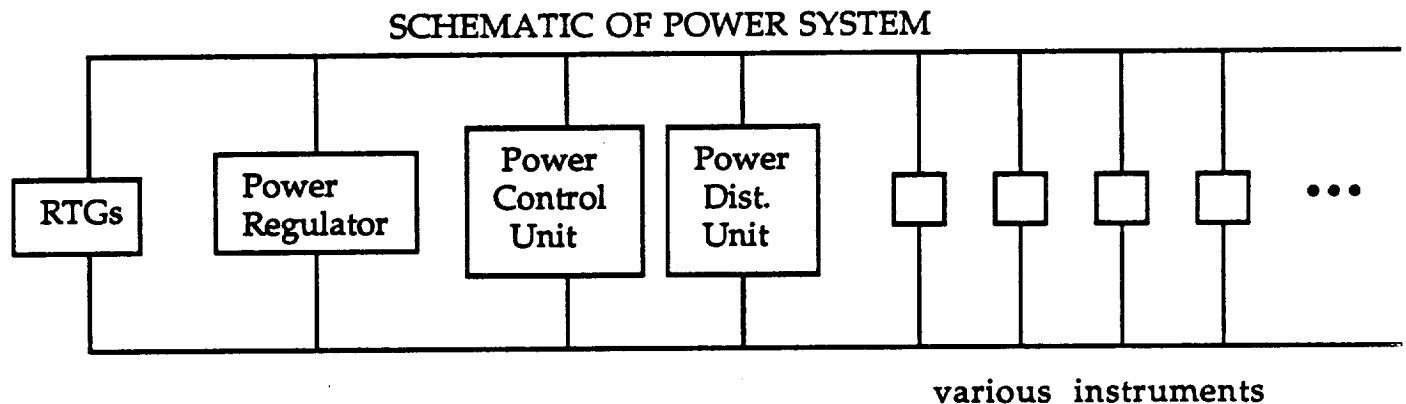 SCHEMATIC OF POWER SYSTEM
RTGs
Power
Regulator
Power
Control
Unit
Power
Dist.
Unit
•••
various instruments